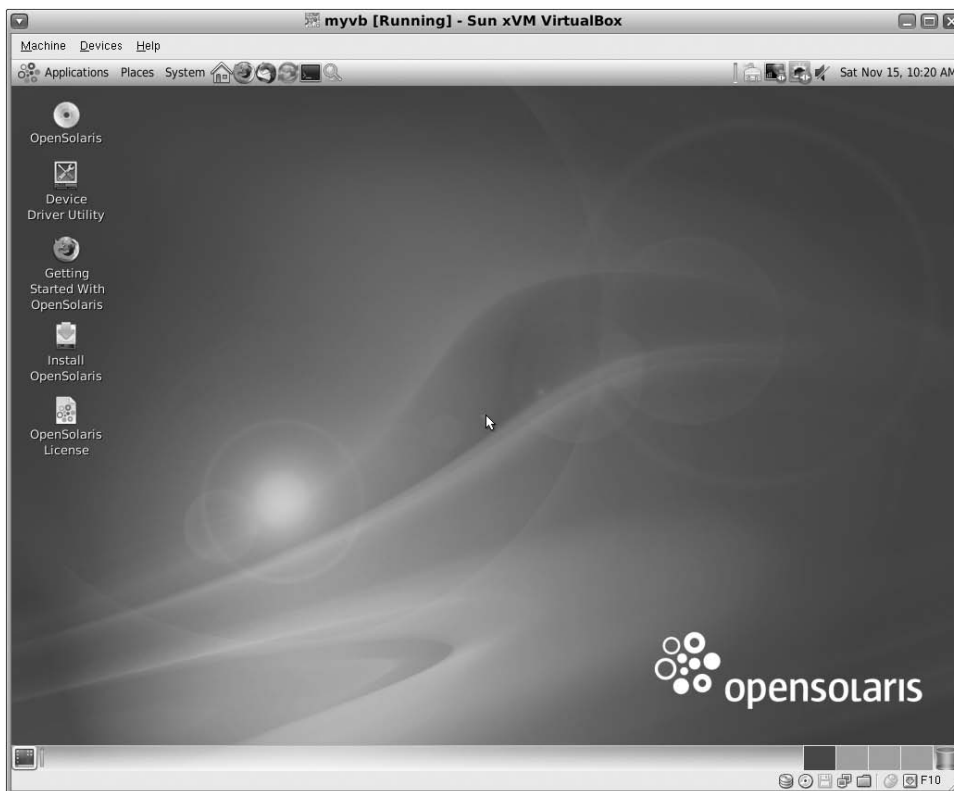 myvb [Running] - Sun xVM VirtualBox
Machine Devices Help
Applications Places System Sat Nov 15, 10:20 AM
OpenSolaris
Device
Driver Utility
Getting
Started With
OpenSolaris
Install
OpenSolaris
OpenSolaris
License
opensolaris
F10